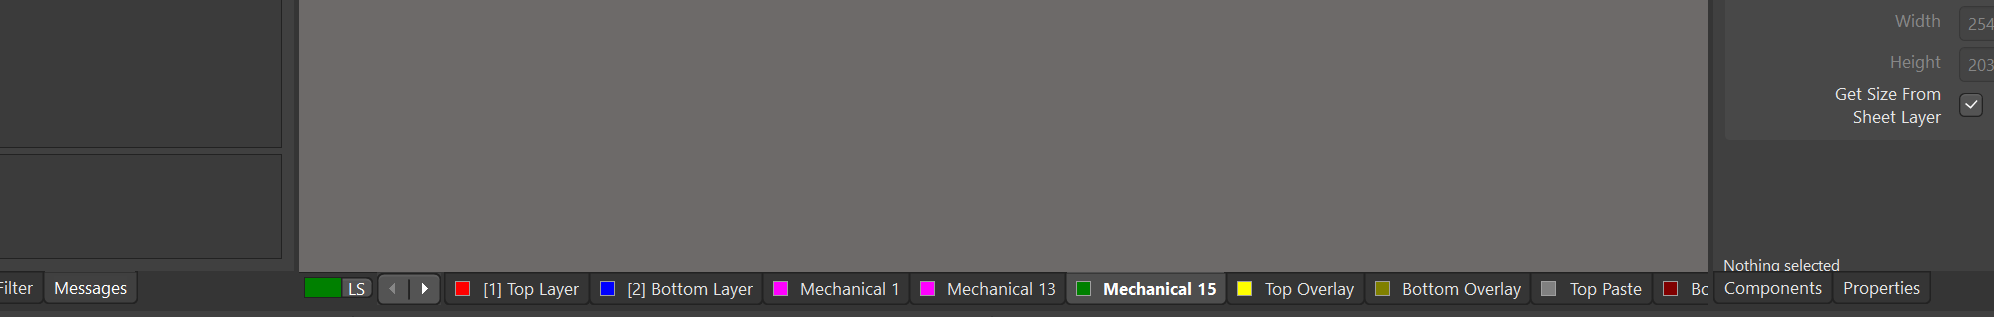 Width 254
Height 203
Get Size From
Sheet Layer
Nothing selected
Filter Messages
LS [1] Top Layer [2] Bottom Layer Mechanical 1 Mechanical 13 Mechanical 15 Top Overlay Bottom Overlay Top Paste Bo
Components Properties